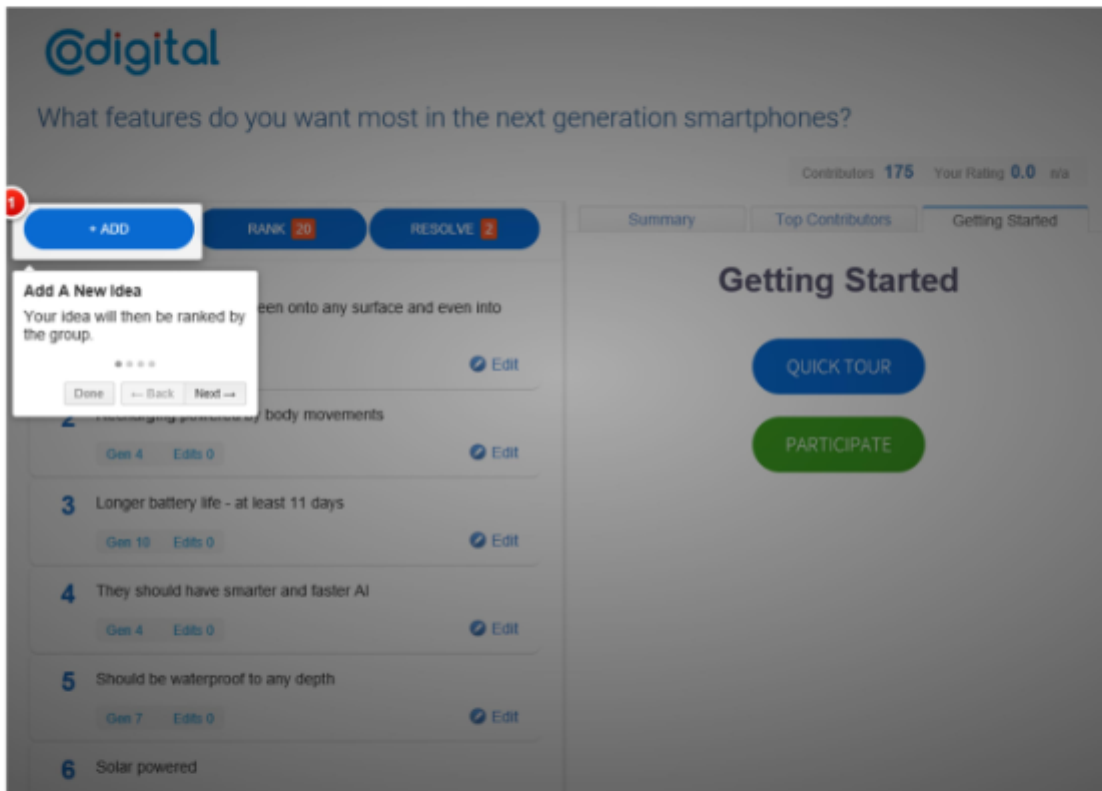 @digital
What features do you want most in the next generation smartphones?
Contributors 175 Your Rating 0.0 n/a
1
+ ADD RANK 20 RESOLVE 2
Summary Top Contributors Getting Started
Add A New Idea
Your idea will then be ranked by
the group.
Done ← Back Next →
een onto any surface and even into
Edit
2 Recharging powered by body movements
Gen 4 Edits 0 Edit
3 Longer battery life - at least 11 days
Gen 10 Edits 0 Edit
4 They should have smarter and faster AI
Gen 4 Edits 0 Edit
5 Should be waterproof to any depth
Gen 7 Edits 0 Edit
6 Solar powered
Getting Started
QUICK TOUR
PARTICIPATE